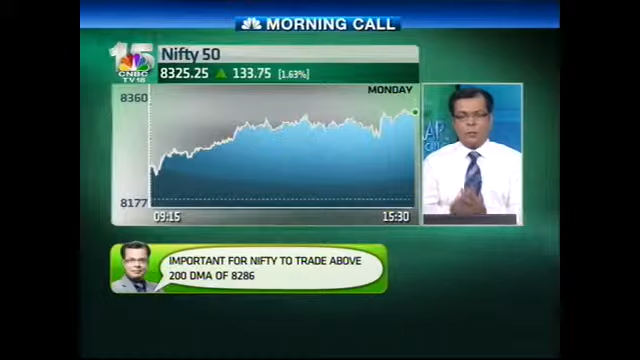 MORNING CALL
15
CNBC
TV18
Nifty 50
8325.25 ▲ 133.75 [1.63%]
MONDAY
8360
8177
09:15
15:30
IMPORTANT FOR NIFTY TO TRADE ABOVE
200 DMA OF 8286